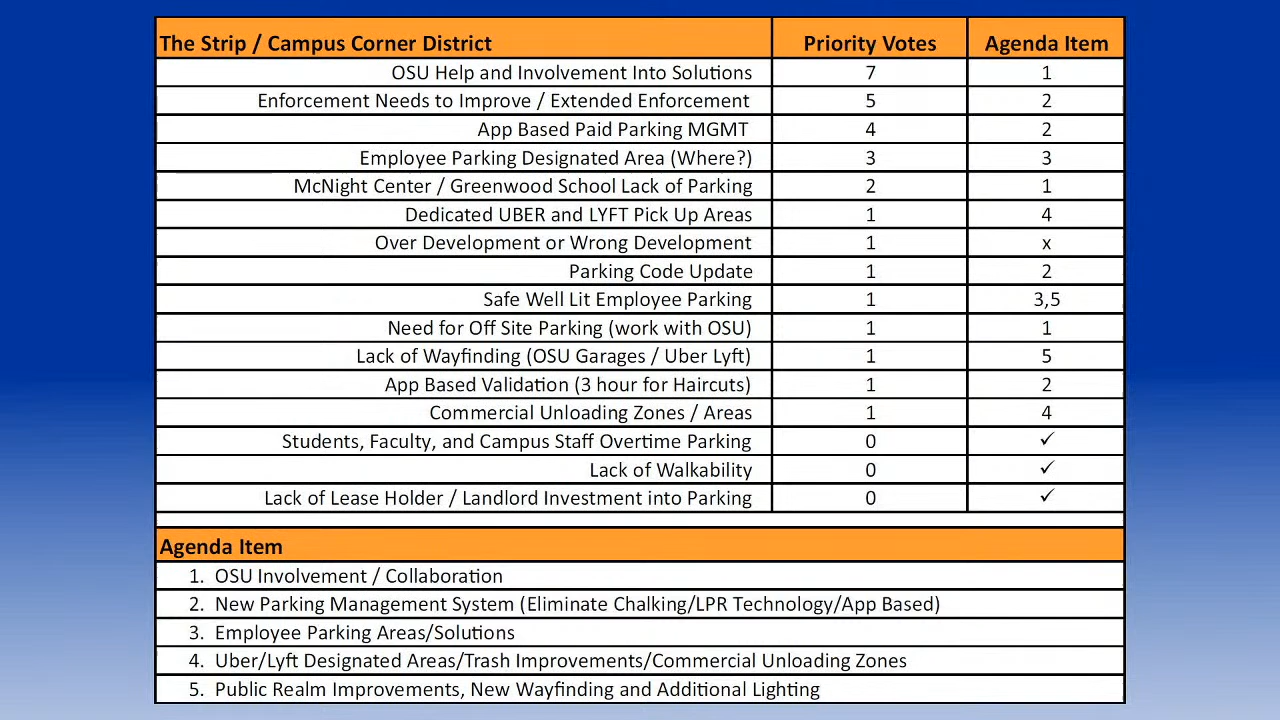 The Strip / Campus Corner District Priority Votes Agenda Item
OSU Help and Involvement Into Solutions 7 1
Enforcement Needs to Improve / Extended Enforcement 5 2
App Based Paid Parking MGMT 4 2
Employee Parking Designated Area (Where?) 3 3
McNight Center / Greenwood School Lack of Parking 2 1
Dedicated UBER and LYFT Pick Up Areas 1 4
Over Development or Wrong Development 1 x
Parking Code Update 1 2
Safe Well Lit Employee Parking 1 3,5
Need for Off Site Parking (work with OSU) 1 1
Lack of Wayfinding (OSU Garages / Uber Lyft) 1 5
App Based Validation (3 hour for Haircuts) 1 2
Commercial Unloading Zones / Areas 1 4
Students, Faculty, and Campus Staff Overtime Parking 0 ✓
Lack of Walkability 0 ✓
Lack of Lease Holder / Landlord Investment into Parking 0 ✓
Agenda Item
1. OSU Involvement / Collaboration
2. New Parking Management System (Eliminate Chalking/LPR Technology/App Based)
3. Employee Parking Areas/Solutions
4. Uber/Lyft Designated Areas/Trash Improvements/Commercial Unloading Zones
5. Public Realm Improvements, New Wayfinding and Additional Lighting